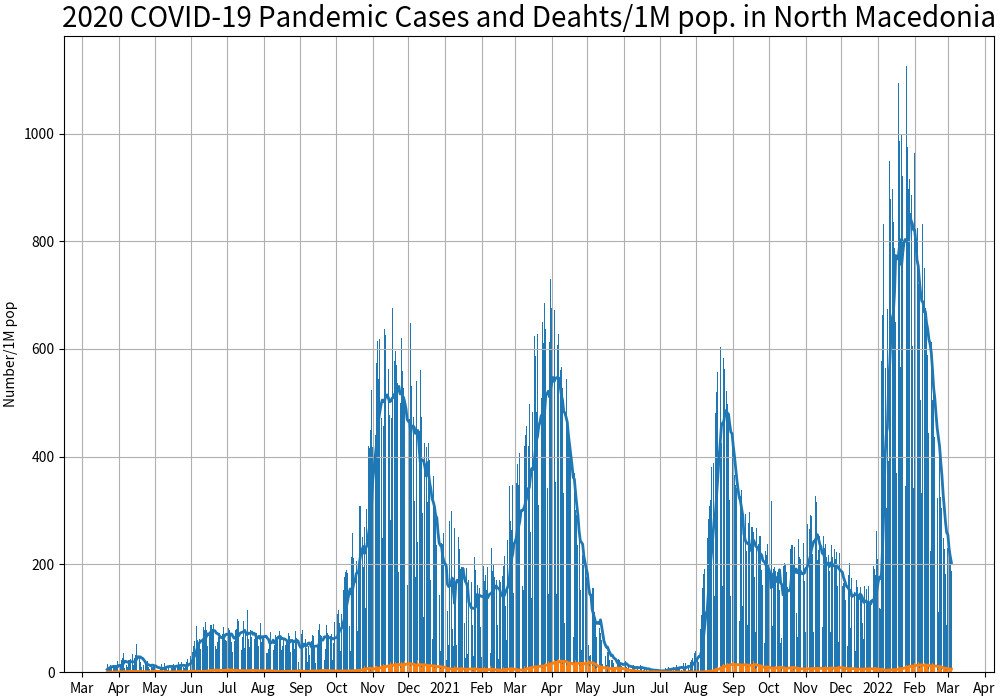 2020 COVID-19 Pandemic Cases and Deahts/1M pop. in North Macedonia
Number/1M pop
1000
800
600
400
200
0
Mar Apr May Jun Jul Aug Sep Oct Nov Dec 2021 Feb Mar Apr May Jun Jul Aug Sep Oct Nov Dec 2022 Feb Mar Apr